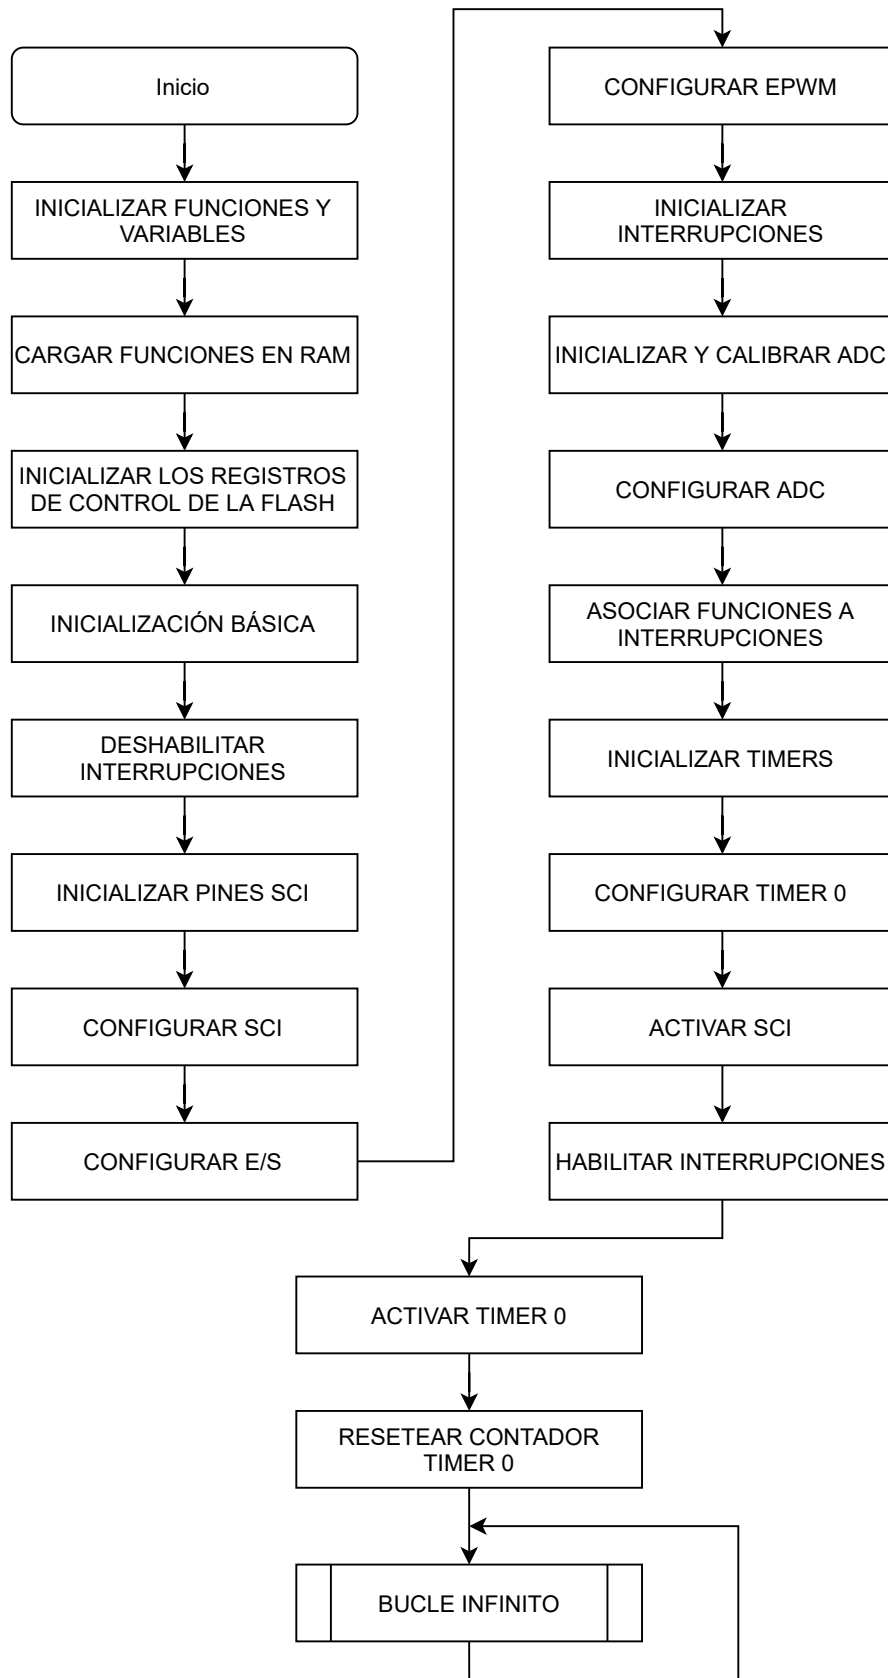 Inicio
INICIALIZAR FUNCIONES Y
VARIABLES
CARGAR FUNCIONES EN RAM
INICIALIZAR LOS REGISTROS
DE CONTROL DE LA FLASH
INICIALIZACIÓN BÁSICA
DESHABILITAR
INTERRUPCIONES
INICIALIZAR PINES SCI
CONFIGURAR SCI
CONFIGURAR E/S
CONFIGURAR EPWM
INICIALIZAR
INTERRUPCIONES
INICIALIZAR Y CALIBRAR ADC
CONFIGURAR ADC
ASOCIAR FUNCIONES A
INTERRUPCIONES
INICIALIZAR TIMERS
CONFIGURAR TIMER 0
ACTIVAR SCI
HABILITAR INTERRUPCIONES
ACTIVAR TIMER 0
RESETEAR CONTADOR
TIMER 0
BUCLE INFINITO